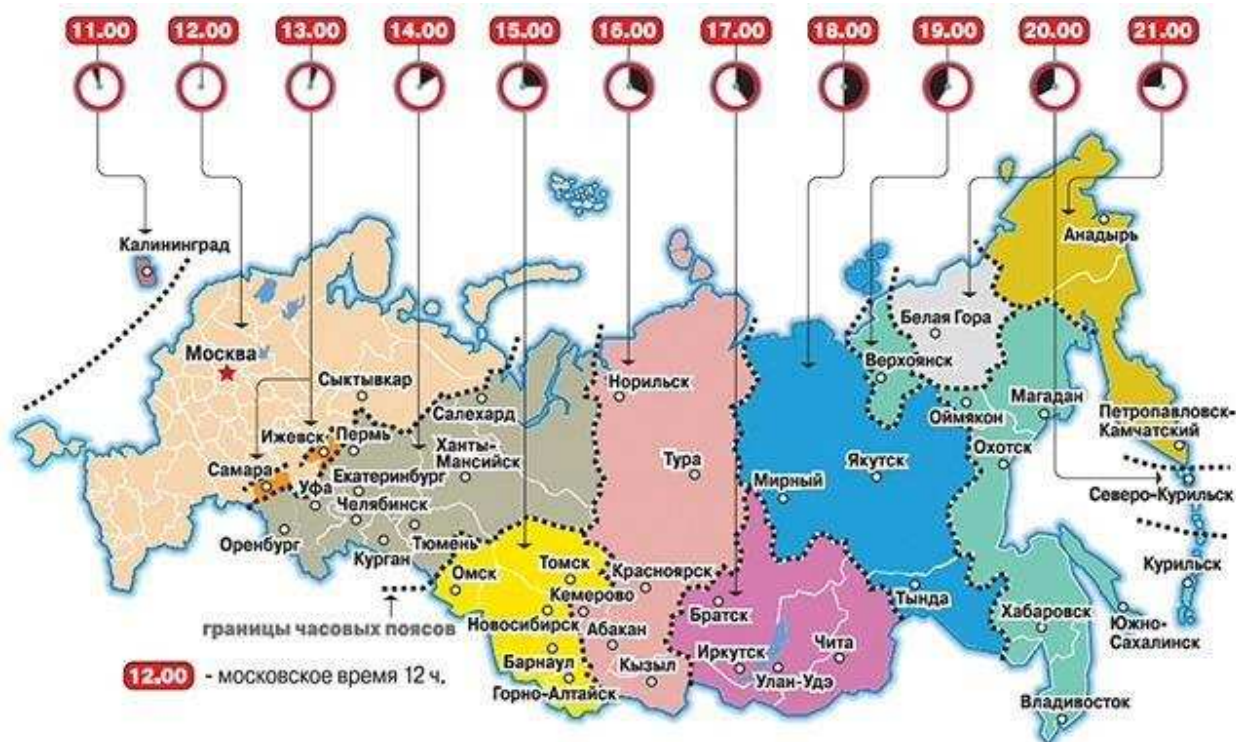 11.00 12.00 13.00 14.00 15.00 16.00 17.00 18.00 19.00 20.00 21.00
Калининград
Анадырь
Белая Гора
Москва
Верхоянск
Сыктывкар
Норильск
Салехард
Оймякон
Магадан
Петропавловск-
Камчатский
Ижевск
Пермь
Ханты-
Мансийск
Охотск
Самара
Уфа
Екатеринбург
Тура
Мирный
Якутск
Северо-Курильск
Челябинск
Оренбург
Курган
Тюмень
Омск
Томск
Красноярск
Курильск
Кемерово
Братск
Тында
Хабаровск
Южно-
Сахалинск
границы часовых поясов
Новосибирск
Абакан
Чита
Иркутск
Барнаул
Кызыл
Улан-Удэ
12.00 - московское время 12 ч.
Горно-Алтайск
Владивосток